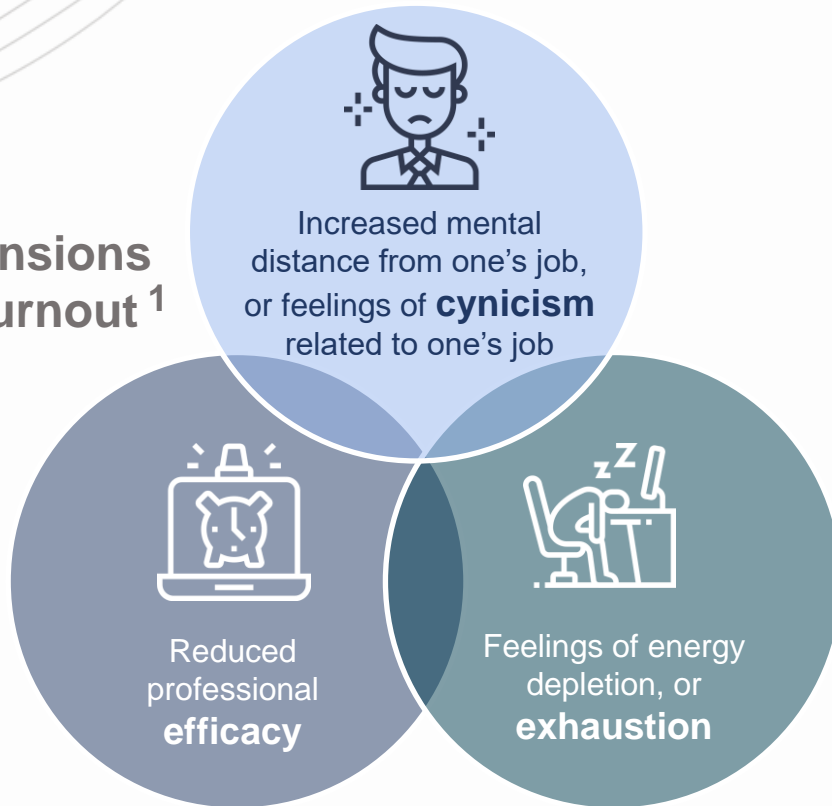 nsions
urnout 1
Increased mental
distance from one’s job,
or feelings of cynicism
related to one’s job
Reduced
professional
efficacy
Feelings of energy
depletion, or
exhaustion
z Z